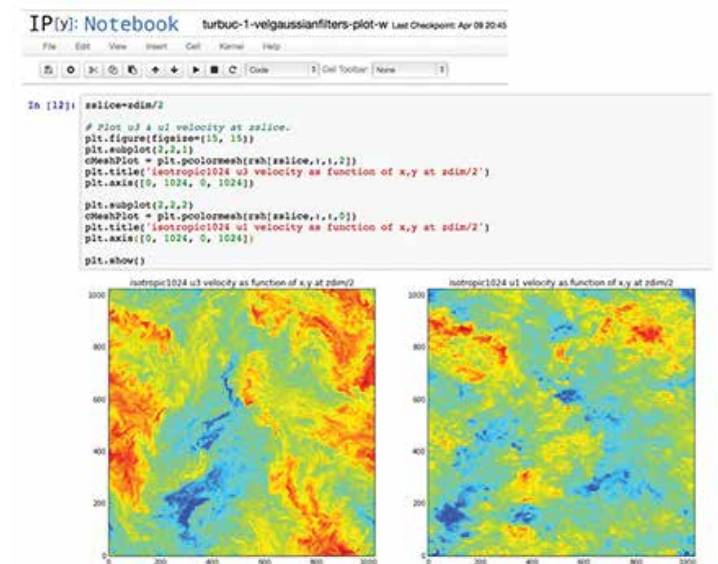 IP[y]: Notebook turbuc-1-velgaussianfilters-plot-w Last Checkpoint: Apr 09 20:45
File Edit View Insert Cell Kernel Help
Code Cell Toolbar: None
In [12]: zslice=zdim/2
# Plot u3 & u1 velocity at zslice.
plt.figure(figsize=(15, 15))
plt.subplot(2,2,1)
cMeshPlot = plt.pcolormesh(rsh[zslice,:,:,2])
plt.title('isotropic1024 u3 velocity as function of x,y at zdim/2')
plt.axis([0, 1024, 0, 1024])
plt.subplot(2,2,2)
cMeshPlot = plt.pcolormesh(rsh[zslice,:,:,0])
plt.title('isotropic1024 u1 velocity as function of x,y at zdim/2')
plt.axis([0, 1024, 0, 1024])
plt.show()
isotropic1024 u3 velocity as function of x,y at zdim/2
1000
800
600
400
200
0
0 200 400 600 800 1000
isotropic1024 u1 velocity as function of x,y at zdim/2
1000
800
600
400
200
0
0 200 400 600 800 1000